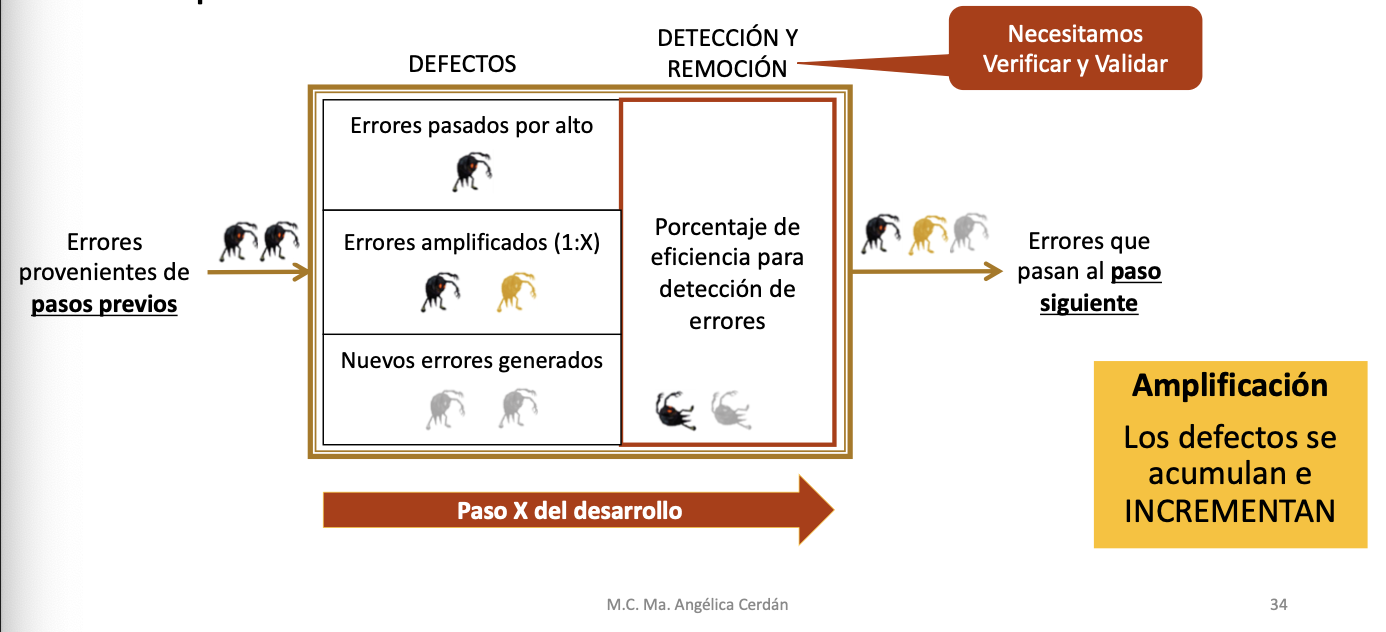 DEFECTOS
DETECCIÓN Y
REMOCIÓN
Necesitamos
Verificar y Validar
Errores pasados por alto
Errores amplificados (1:X)
Nuevos errores generados
Porcentaje de
eficiencia para
detección de
errores
Errores
provenientes de
pasos previos
Errores que
pasan al paso
siguiente
Amplificación
Los defectos se
acumulan e
INCREMENTAN
Paso X del desarrollo
M.C. Ma. Angélica Cerdán
34